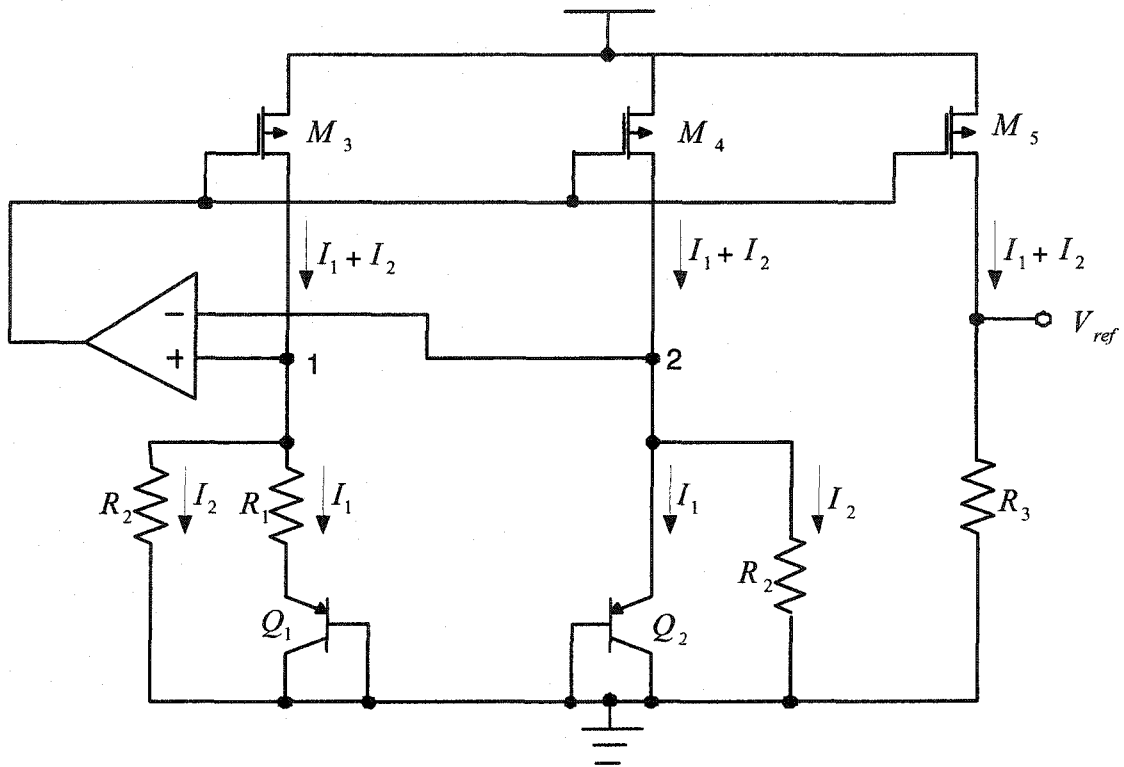 M₃
M₄
M₅
I₁ + I₂
I₁ + I₂
I₁ + I₂
−
+
1
2
V_ref
R₂
I₂
R₁
I₁
I₁
I₂
R₂
R₃
Q₁
Q₂